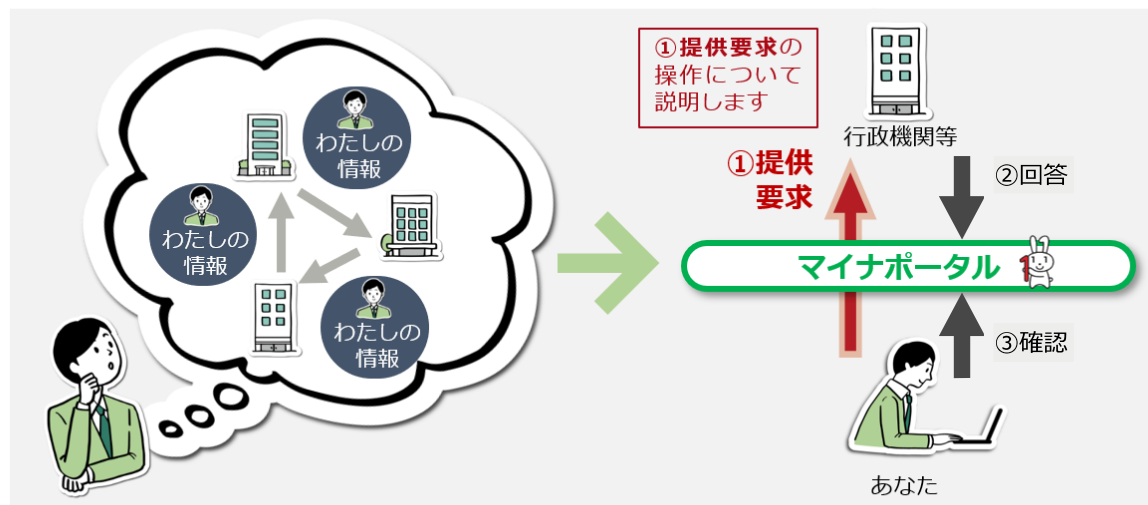 わたしの
情報
わたしの
情報
わたしの
情報
①提供要求の
操作について
説明します
行政機関等
①提供
要求
②回答
マイナポータル
③確認
あなた